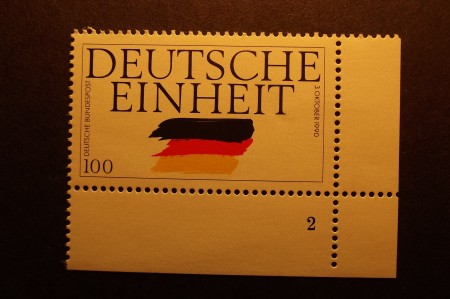 DEUTSCHE
EINHEIT
DEUTSCHE BUNDESPOST
3. OKTOBER 1990
100
2